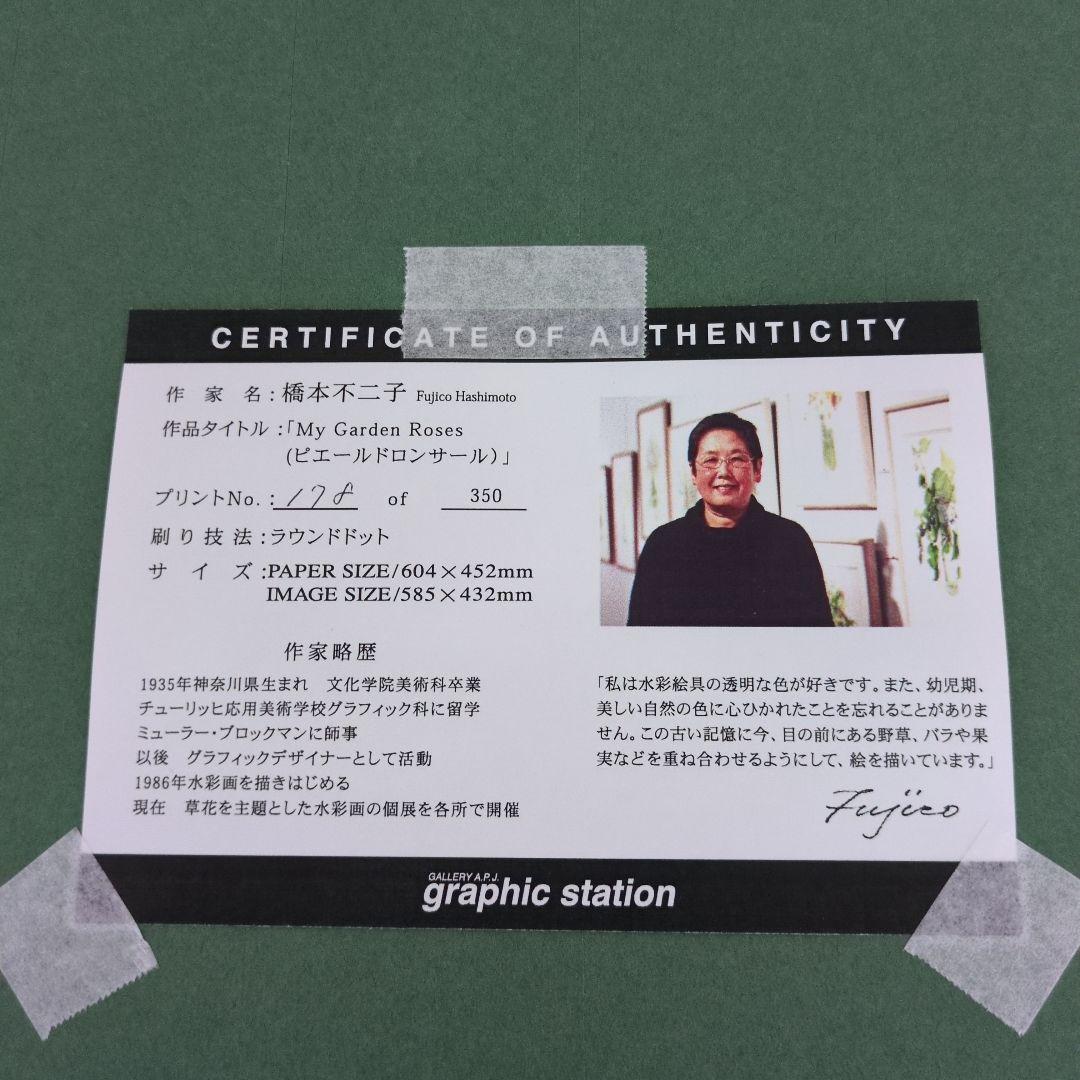 CERTIFICATE OF AUTHENTICITY
作 家 名：橋本不二子 Fujico Hashimoto
作品タイトル：「My Garden Roses
(ピエールドロンサール）」
プリントNo.：178 of 350
刷り技法：ラウンドドット
サ イ ズ：PAPER SIZE/604×452mm
IMAGE SIZE/585×432mm
作家略歴
1935年神奈川県生まれ 文化学院美術科卒業
チューリッヒ応用美術学校グラフィック科に留学
ミューラー・ブロックマンに師事
以後 グラフィックデザイナーとして活動
1986年水彩画を描きはじめる
現在 草花を主題とした水彩画の個展を各所で開催
「私は水彩絵具の透明な色が好きです。また、幼児期、
美しい自然の色に心ひかれたことを忘れることがありま
せん。この古い記憶に今、目の前にある野草、バラや果
実などを重ね合わせるようにして、絵を描いています。」
Fujico
GALLERY A.P.J.
graphic station